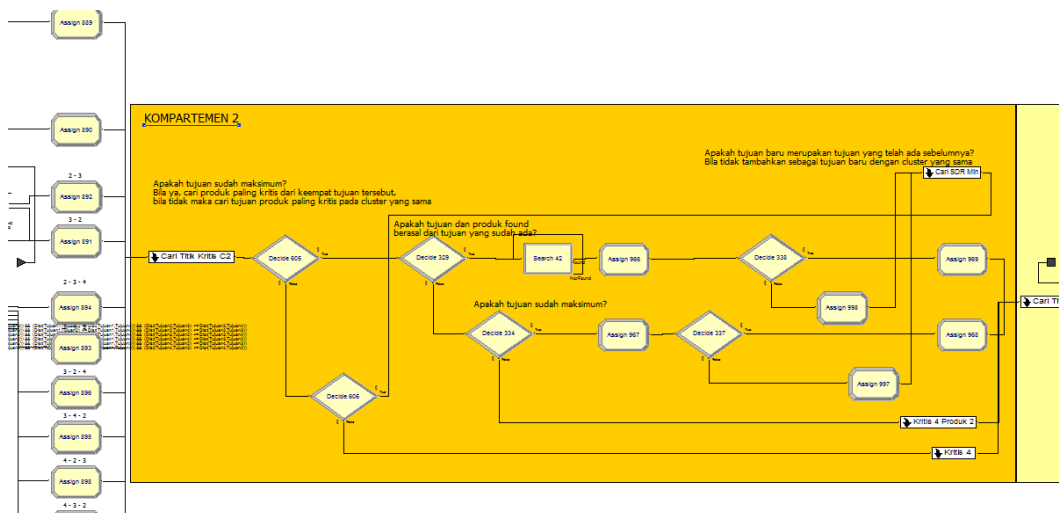 Assign 889
Assign 890
2 - 3
Assign 892
3 - 2
Assign 891
2 - 3 - 4
Assign 894
Assign 893
3 - 2 - 4
Assign 896
3 - 4 - 2
Assign 895
4 - 2 - 3
Assign 898
4 - 3 - 2
KOMPARTEMEN 2
Apakah tujuan sudah maksimum?
Bila ya, cari produk paling kritis dari keempat tujuan tersebut,
bila tidak maka cari tujuan produk paling kritis pada cluster yang sama
Apakah tujuan baru merupakan tujuan yang telah ada sebelumnya?
Bila tidak tambahkan sebagai tujuan baru dengan cluster yang sama
Cari SDR Min
Apakah tujuan dan produk found
berasal dari tujuan yang sudah ada?
Cari Titik Kritis C2
Decide 605
True
False
Decide 329
True
False
Search 42
Found
NotFound
Assign 966
Decide 338
True
False
Assign 969
Assign 998
Apakah tujuan sudah maksimum?
Decide 334
True
False
Assign 967
Decide 337
True
False
Assign 968
Assign 997
Decide 606
True
False
Kritis 4 Produk 2
Kritis 4